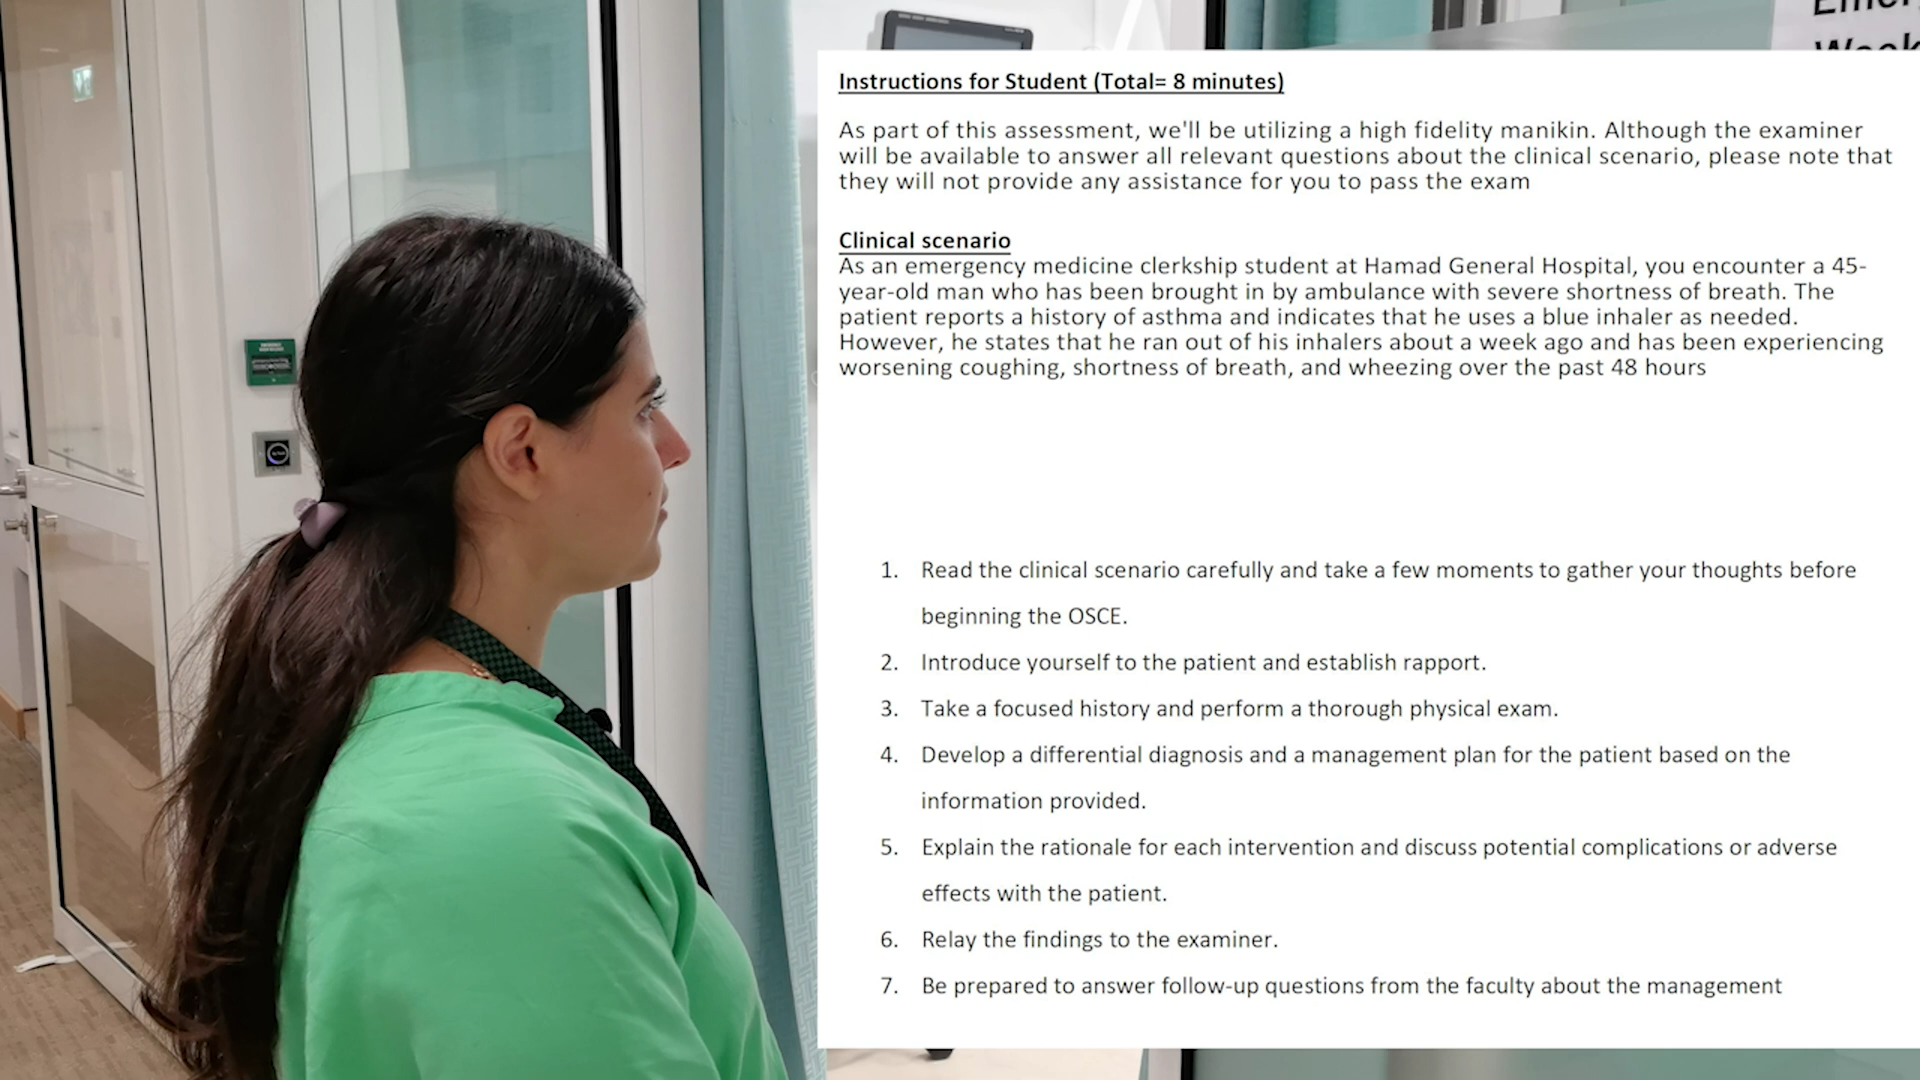 Instructions for Student (Total= 8 minutes)
As part of this assessment, we'll be utilizing a high fidelity manikin. Although the examiner
will be available to answer all relevant questions about the clinical scenario, please note that
they will not provide any assistance for you to pass the exam
Clinical scenario
As an emergency medicine clerkship student at Hamad General Hospital, you encounter a 45-
year-old man who has been brought in by ambulance with severe shortness of breath. The
patient reports a history of asthma and indicates that he uses a blue inhaler as needed.
However, he states that he ran out of his inhalers about a week ago and has been experiencing
worsening coughing, shortness of breath, and wheezing over the past 48 hours
1. Read the clinical scenario carefully and take a few moments to gather your thoughts before
beginning the OSCE.
2. Introduce yourself to the patient and establish rapport.
3. Take a focused history and perform a thorough physical exam.
4. Develop a differential diagnosis and a management plan for the patient based on the
information provided.
5. Explain the rationale for each intervention and discuss potential complications or adverse
effects with the patient.
6. Relay the findings to the examiner.
7. Be prepared to answer follow-up questions from the faculty about the management